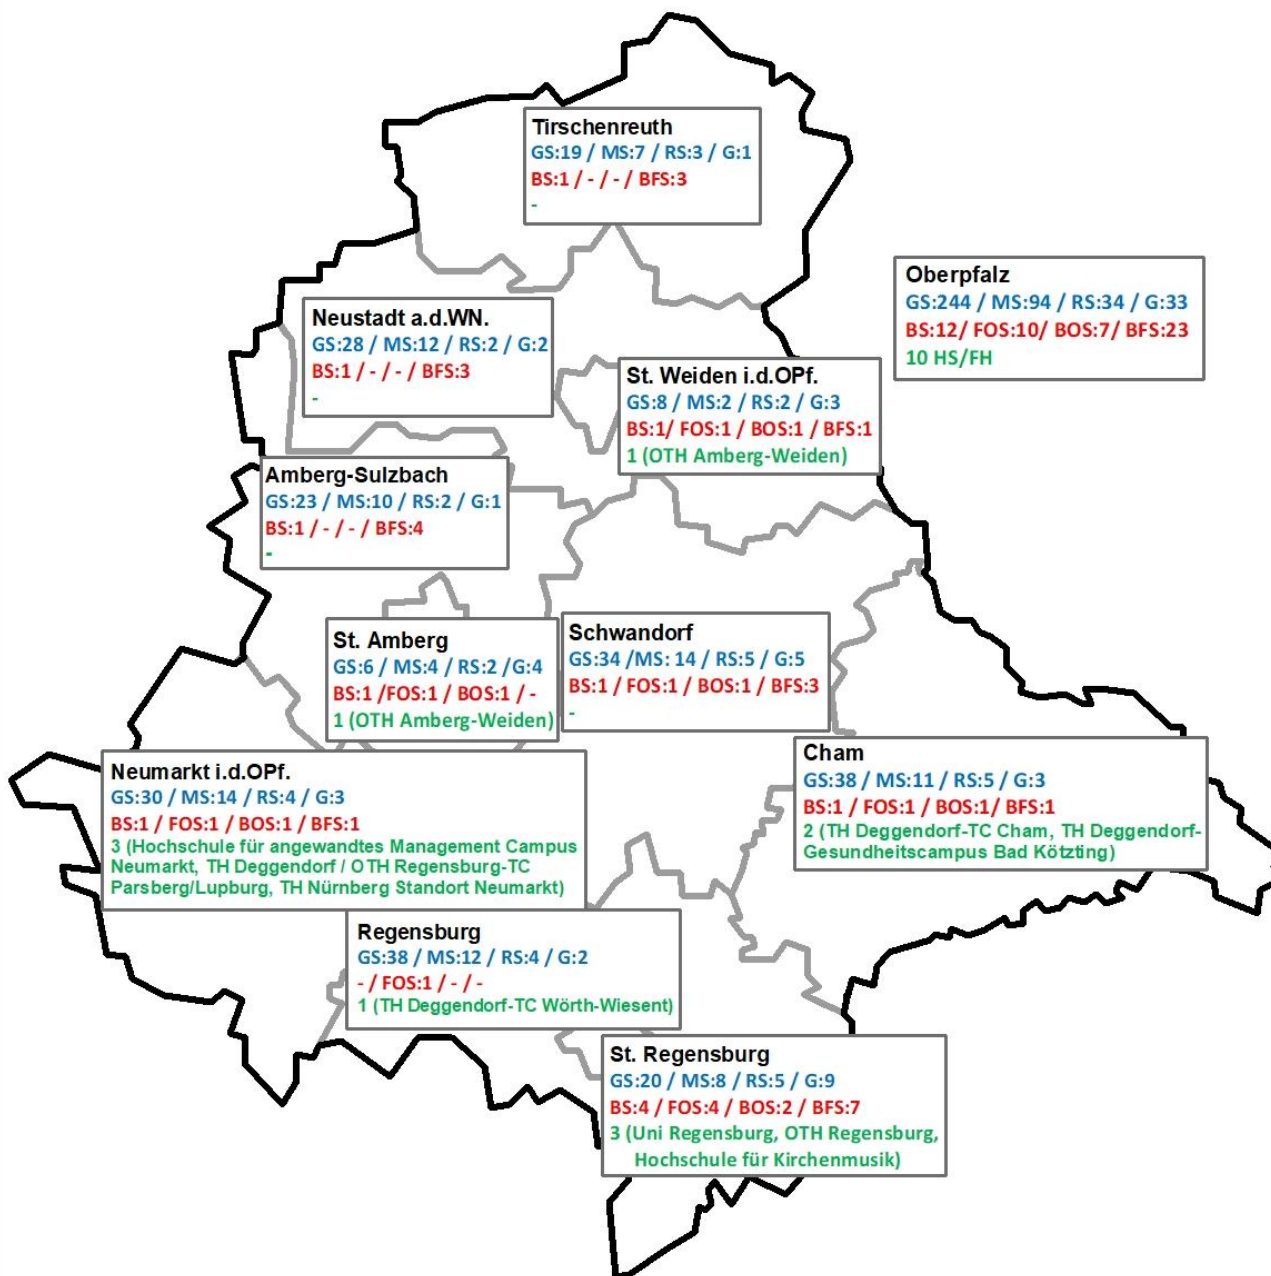 Tirschenreuth
GS:19 / MS:7 / RS:3 / G:1
BS:1 / - / - / BFS:3
-
Oberpfalz
GS:244 / MS:94 / RS:34 / G:33
BS:12/ FOS:10/ BOS:7/ BFS:23
10 HS/FH
Neustadt a.d.WN.
GS:28 / MS:12 / RS:2 / G:2
BS:1 / - / - / BFS:3
-
St. Weiden i.d.OPf.
GS:8 / MS:2 / RS:2 / G:3
BS:1/ FOS:1 / BOS:1 / BFS:1
1 (OTH Amberg-Weiden)
Amberg-Sulzbach
GS:23 / MS:10 / RS:2 / G:1
BS:1 / - / - / BFS:4
-
St. Amberg
GS:6 / MS:4 / RS:2 /G:4
BS:1 /FOS:1 / BOS:1 / -
1 (OTH Amberg-Weiden)
Schwandorf
GS:34 /MS: 14 / RS:5 / G:5
BS:1 / FOS:1 / BOS:1 / BFS:3
-
Neumarkt i.d.OPf.
GS:30 / MS:14 / RS:4 / G:3
BS:1 / FOS:1 / BOS:1 / BFS:1
3 (Hochschule für angewandtes Management Campus
Neumarkt, TH Deggendorf / OTH Regensburg-TC
Parsberg/Lupburg, TH Nürnberg Standort Neumarkt)
Cham
GS:38 / MS:11 / RS:5 / G:3
BS:1 / FOS:1 / BOS:1/ BFS:1
2 (TH Deggendorf-TC Cham, TH Deggendorf-
Gesundheitscampus Bad Kötzting)
Regensburg
GS:38 / MS:12 / RS:4 / G:2
- / FOS:1 / - / -
1 (TH Deggendorf-TC Wörth-Wiesent)
St. Regensburg
GS:20 / MS:8 / RS:5 / G:9
BS:4 / FOS:4 / BOS:2 / BFS:7
3 (Uni Regensburg, OTH Regensburg,
Hochschule für Kirchenmusik)